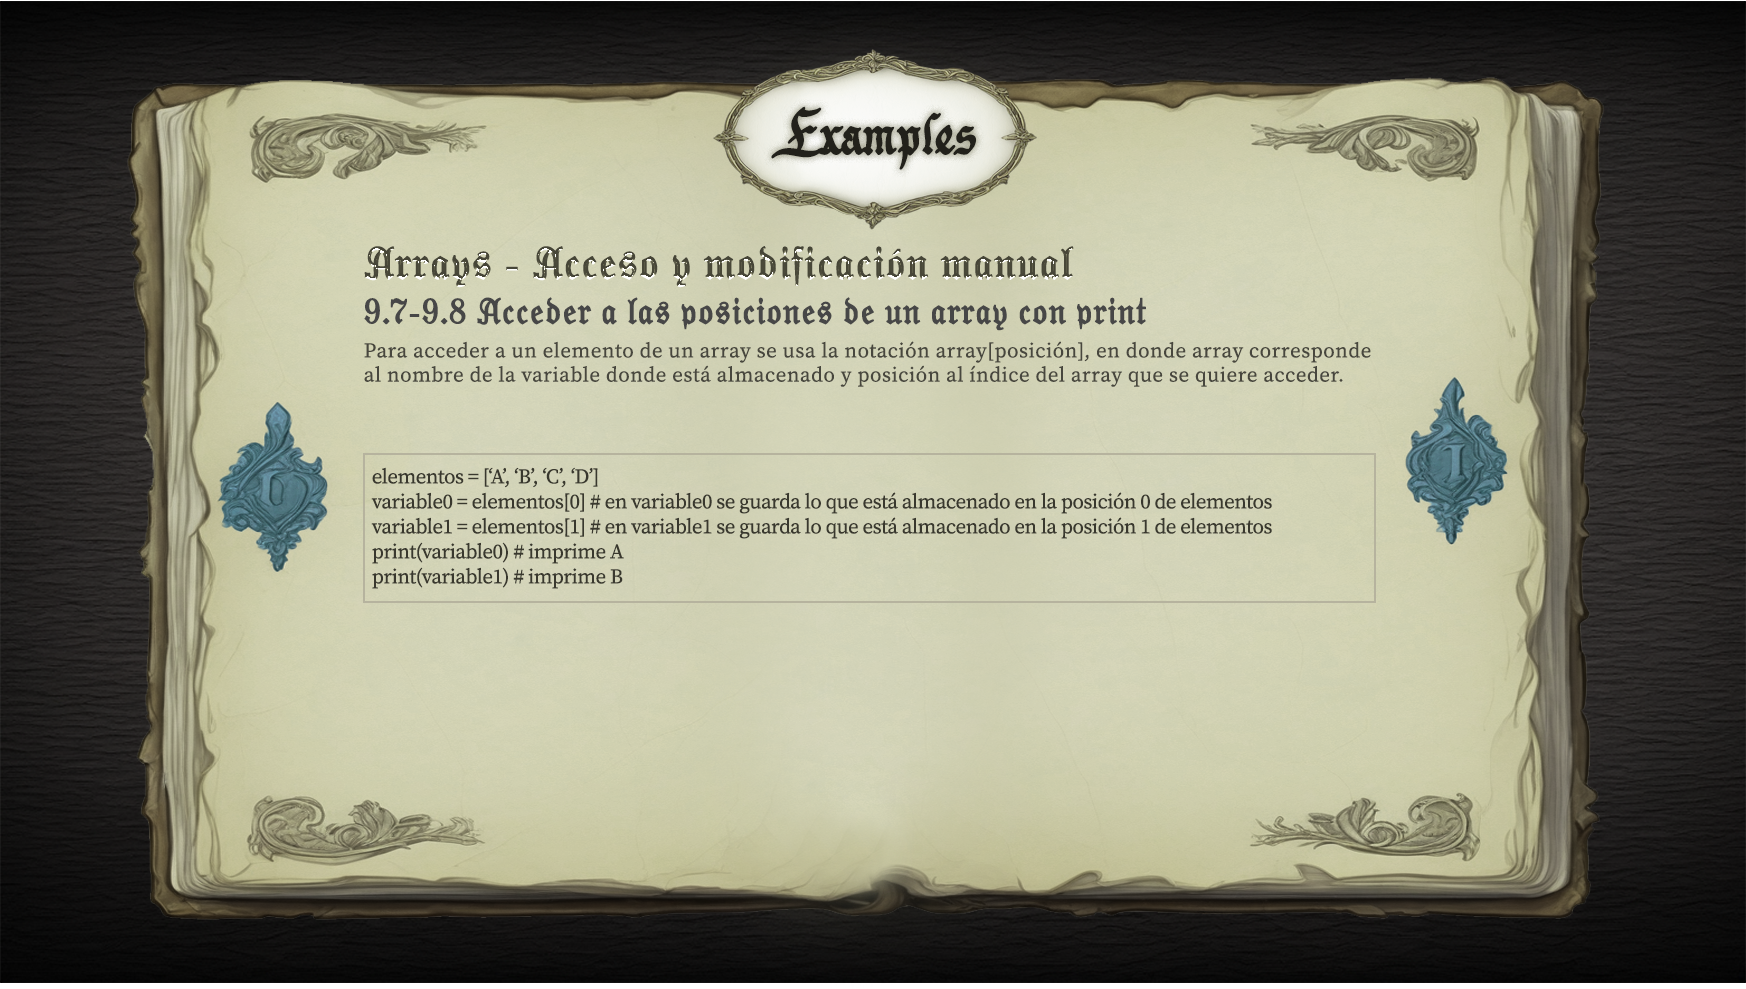 Examples
Arrays - Acceso y modificación manual
9.7-9.8 Acceder a las posiciones de un array con print
Para acceder a un elemento de un array se usa la notación array[posición], en donde array corresponde
al nombre de la variable donde está almacenado y posición al índice del array que se quiere acceder.
elementos = [‘A’, ‘B’, ‘C’, ‘D’]
variable0 = elementos[0] # en variable0 se guarda lo que está almacenado en la posición 0 de elementos
variable1 = elementos[1] # en variable1 se guarda lo que está almacenado en la posición 1 de elementos
print(variable0) # imprime A
print(variable1) # imprime B